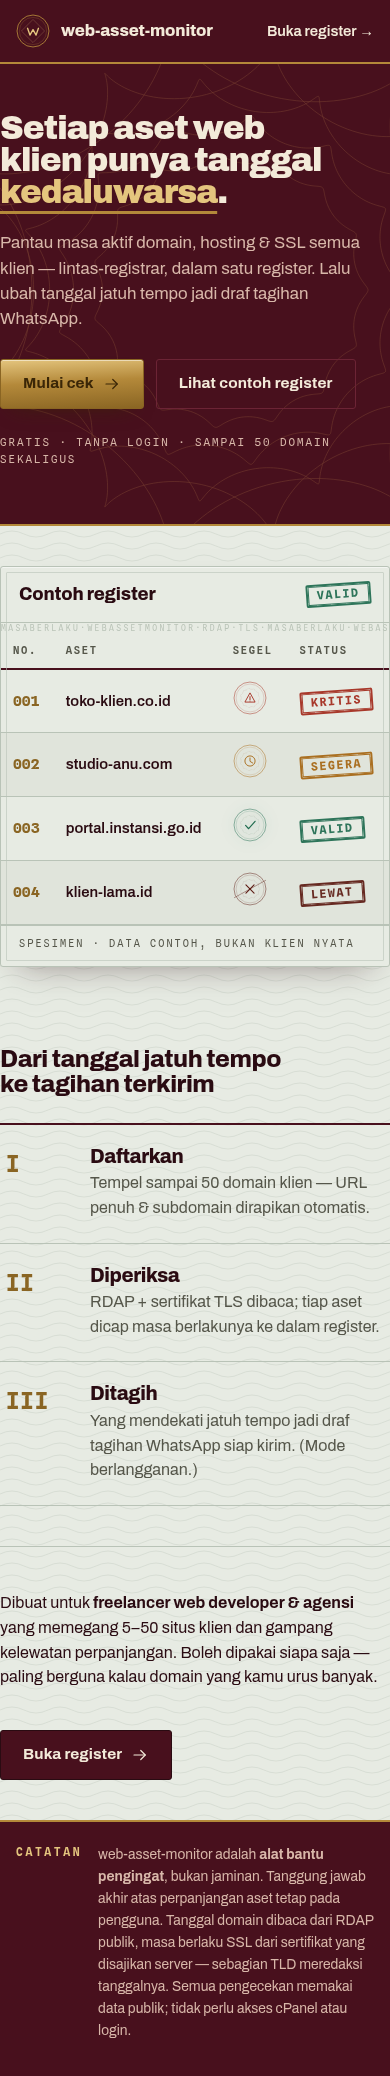 W web-asset-monitor Buka register →
Setiap aset web
klien punya tanggal
kedaluwarsa.
Pantau masa aktif domain, hosting & SSL semua
klien — lintas-registrar, dalam satu register. Lalu
ubah tanggal jatuh tempo jadi draf tagihan
WhatsApp.
Mulai cek → Lihat contoh register
GRATIS · TANPA LOGIN · SAMPAI 50 DOMAIN
SEKALIGUS
Contoh register VALID
MASABERLAKU·WEBASSETMONITOR·RDAP·TLS·MASABERLAKU·WEBAS
NO. ASET SEGEL STATUS
001 toko-klien.co.id KRITIS
002 studio-anu.com SEGERA
003 portal.instansi.go.id VALID
004 klien-lama.id LEWAT
SPESIMEN · DATA CONTOH, BUKAN KLIEN NYATA
Dari tanggal jatuh tempo
ke tagihan terkirim
I Daftarkan
Tempel sampai 50 domain klien — URL
penuh & subdomain dirapikan otomatis.
II Diperiksa
RDAP + sertifikat TLS dibaca; tiap aset
dicap masa berlakunya ke dalam register.
III Ditagih
Yang mendekati jatuh tempo jadi draf
tagihan WhatsApp siap kirim. (Mode
berlangganan.)
Dibuat untuk freelancer web developer & agensi
yang memegang 5–50 situs klien dan gampang
kelewatan perpanjangan. Boleh dipakai siapa saja —
paling berguna kalau domain yang kamu urus banyak.
Buka register →
CATATAN web-asset-monitor adalah alat bantu
pengingat, bukan jaminan. Tanggung jawab
akhir atas perpanjangan aset tetap pada
pengguna. Tanggal domain dibaca dari RDAP
publik, masa berlaku SSL dari sertifikat yang
disajikan server — sebagian TLD meredaksi
tanggalnya. Semua pengecekan memakai
data publik; tidak perlu akses cPanel atau
login.